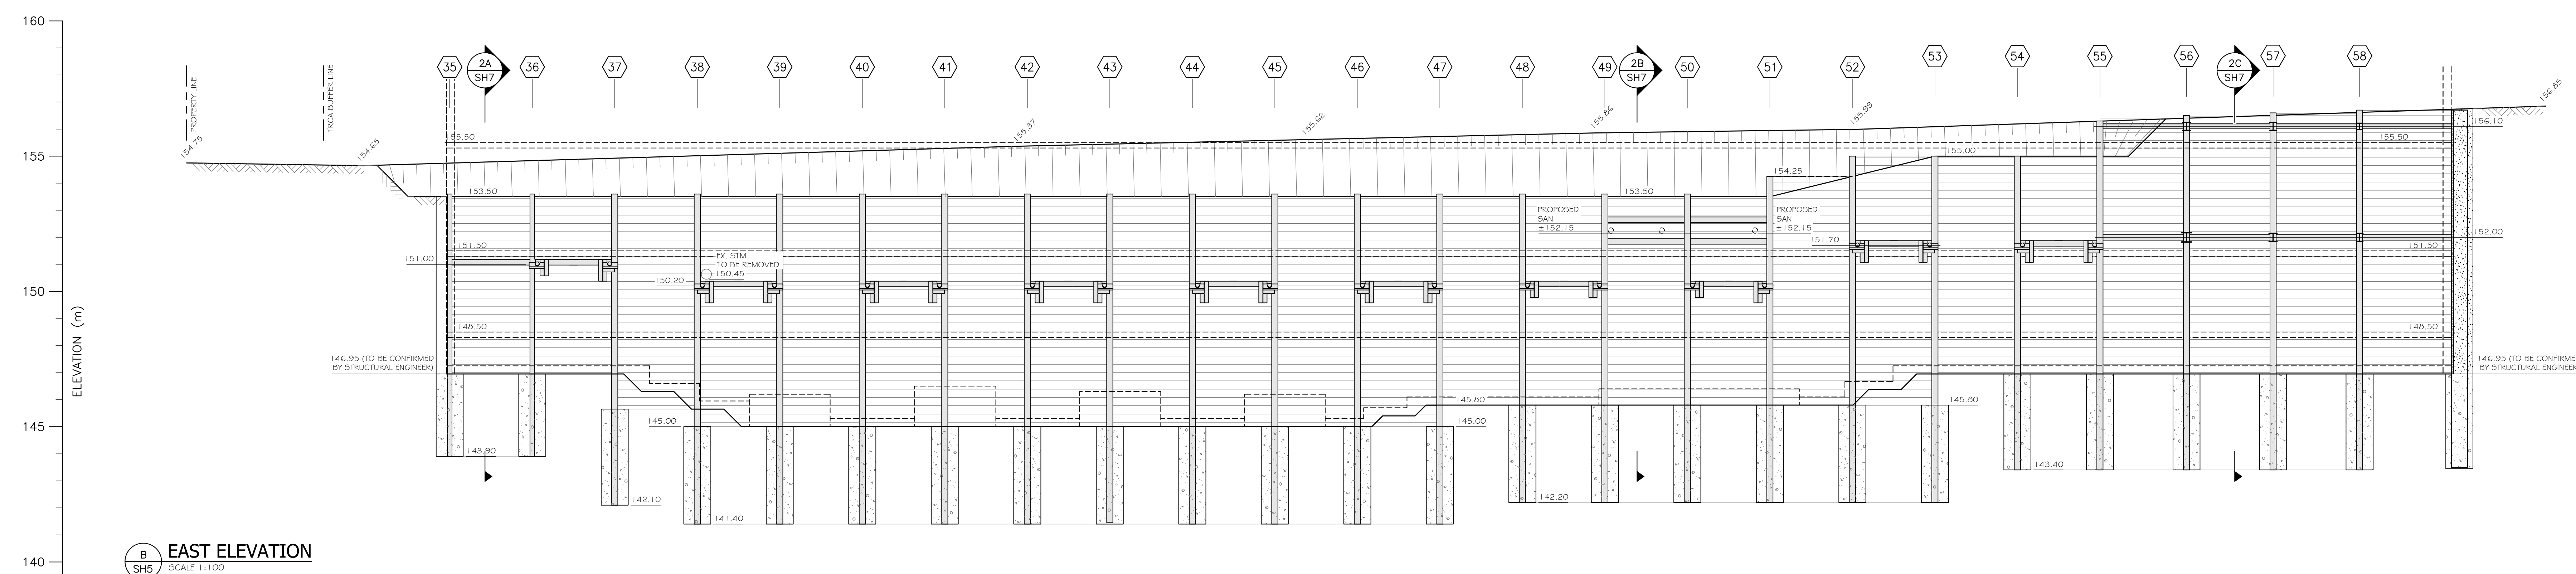 160
155
150
145
140
ELEVATION (m)
PROPERTY LINE
TRCA BUFFER LINE
35
2A
SH7
36
37
38
39
40
41
42
43
44
45
46
47
48
49
2B
SH7
50
51
52
53
54
55
56
2C
SH7
57
58
154.75
154.65
155.37
155.62
155.86
155.99
156.85
155.50
156.10
155.50
155.00
154.25
153.50
153.50
PROPOSED
SAN
±152.15
PROPOSED
SAN
±152.15
151.50
151.00
EX. STM
TO BE REMOVED
150.45
150.20
151.70
152.00
151.50
148.50
148.50
146.95 (TO BE CONFIRMED
BY STRUCTURAL ENGINEER)
146.95 (TO BE CONFIRME
BY STRUCTURAL ENGINEER
145.00
145.00
145.80
145.80
143.90
142.10
141.40
142.20
143.40
B
SH5
EAST ELEVATION
SCALE 1:100